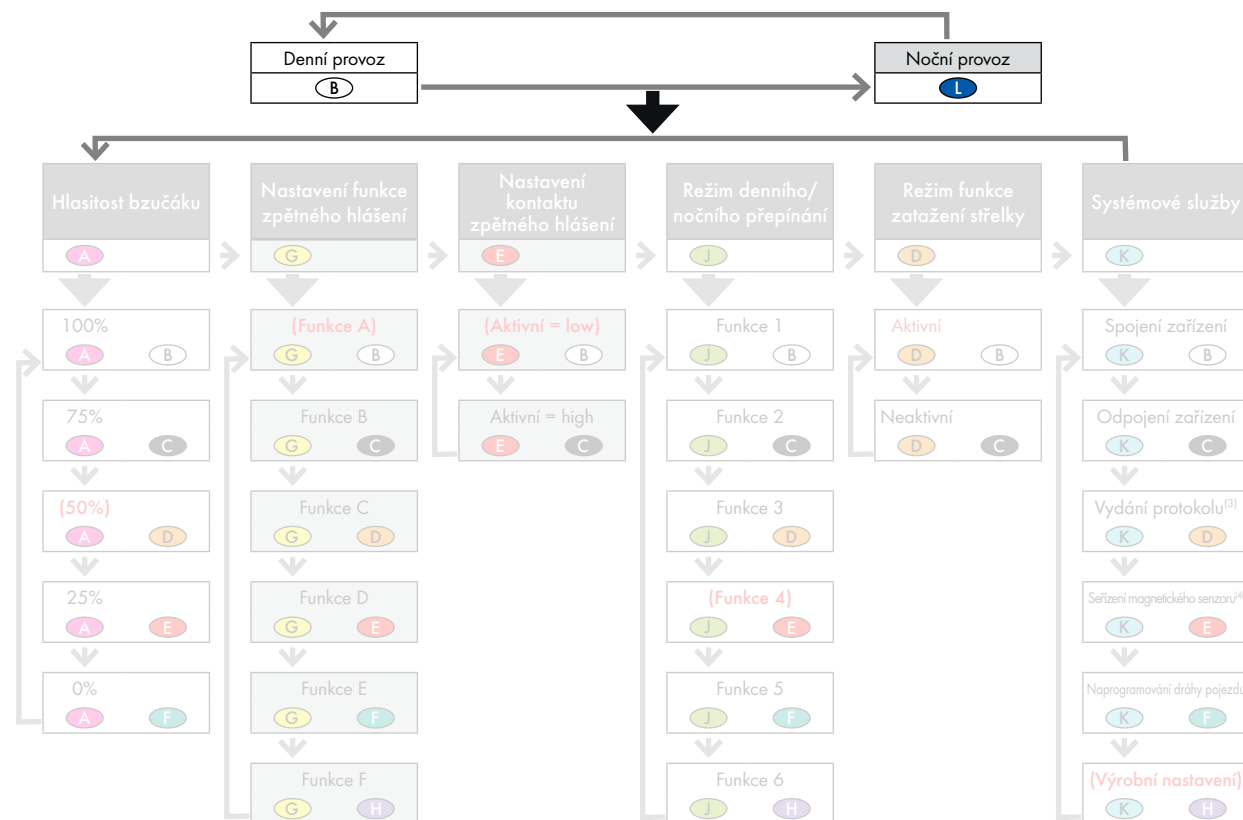 Denní provoz
B
Noční provoz
L
Hlasitost bzučáku
A
Nastavení funkce
zpětného hlášení
G
Nastavení
kontaktu
zpětného hlášení
E
Režim denního/
nočního přepínání
J
Režim funkce
zatažení střelky
D
Systémové služby
K
100%
A B
(Funkce A)
G B
(Aktivní = low)
E B
Funkce 1
J B
Aktivní
D B
Spojení zařízení
K B
75%
A C
Funkce B
G C
Aktivní = high
E C
Funkce 2
J C
Neaktivní
D C
Odpojení zařízení
K C
(50%)
A D
Funkce C
G D
Funkce 3
J D
Vydání protokolu(3)
K D
25%
A E
Funkce D
G E
(Funkce 4)
J E
Seřízení magnetického senzoru(4)
K E
0%
A F
Funkce E
G F
Funkce 5
J F
Naprogramování dráhy pojezdu
K F
Funkce F
G H
Funkce 6
J H
(Výrobní nastavení)
K H